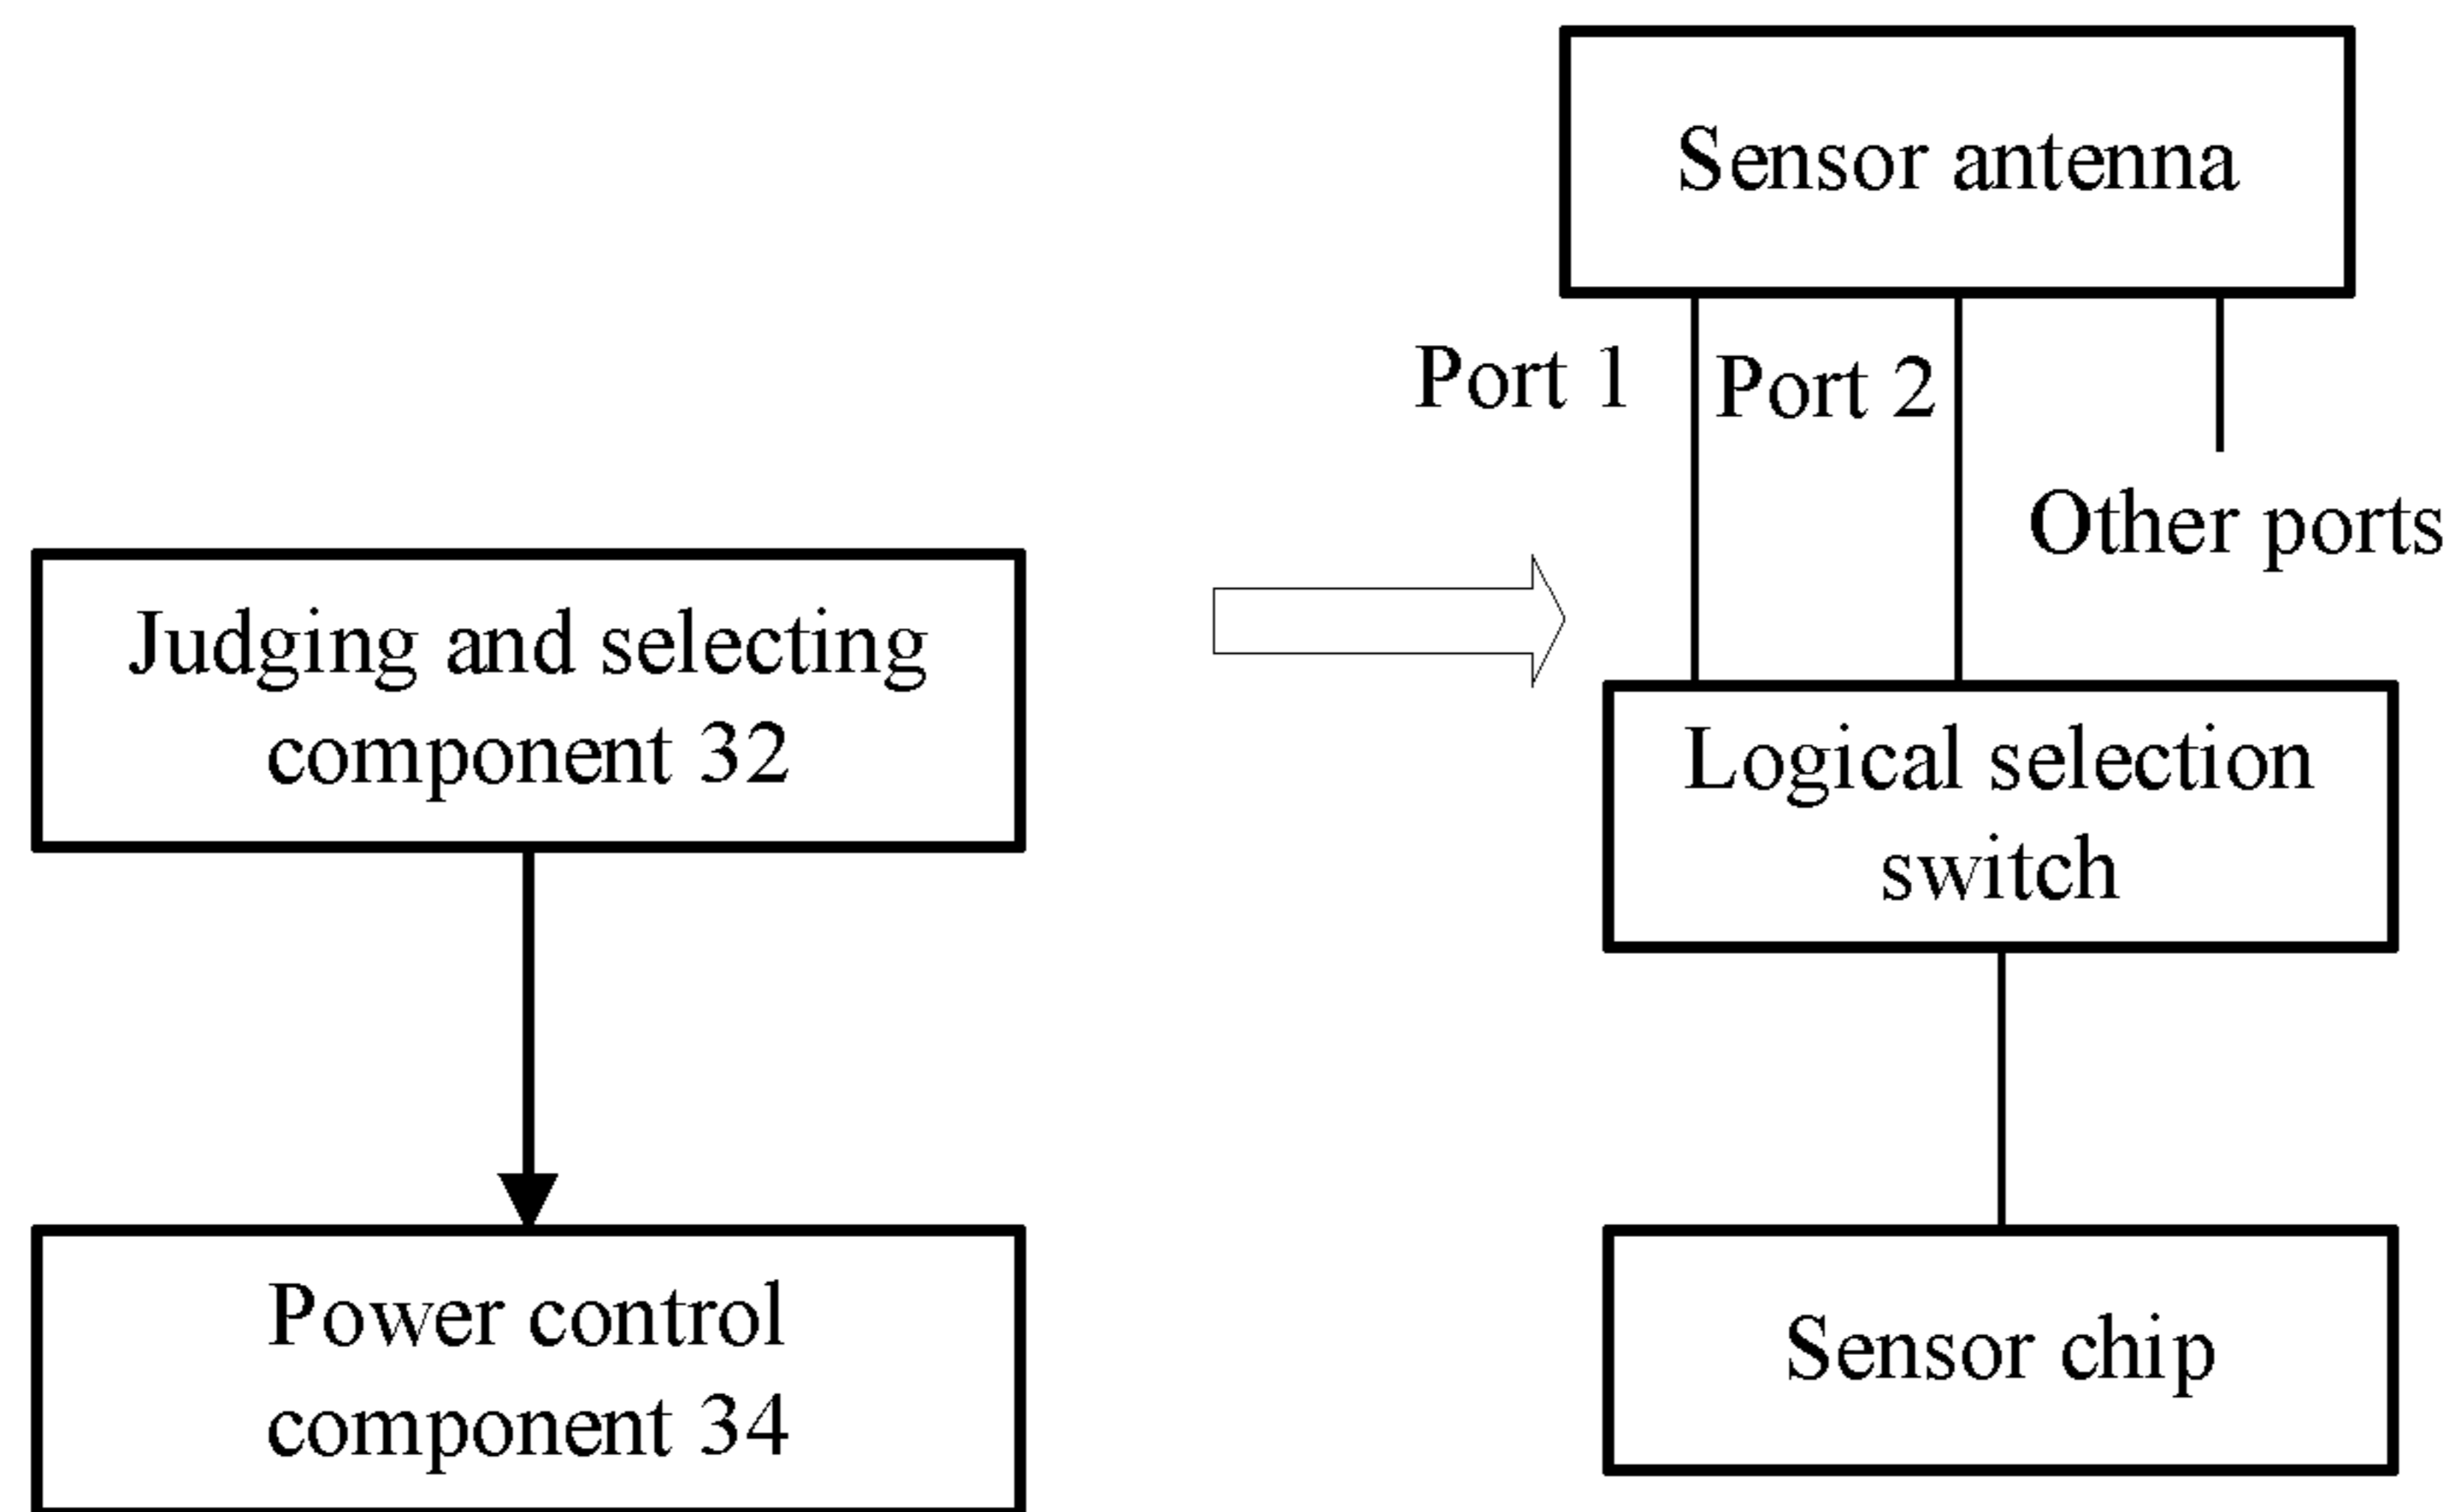 Sensor antenna
Port 1
Port 2
Other ports
Judging and selecting
component 32
Logical selection
switch
Power control
component 34
Sensor chip